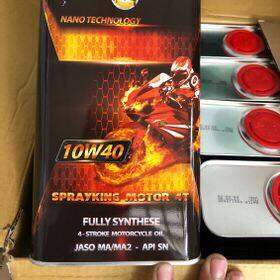 NANO TECHNOLOGY
10W40
SPRAYKING MOTOR 4T
FULLY SYNTHESE
4 - STROKE MOTORCYCLE OIL
JASO MA/MA2 - API SN